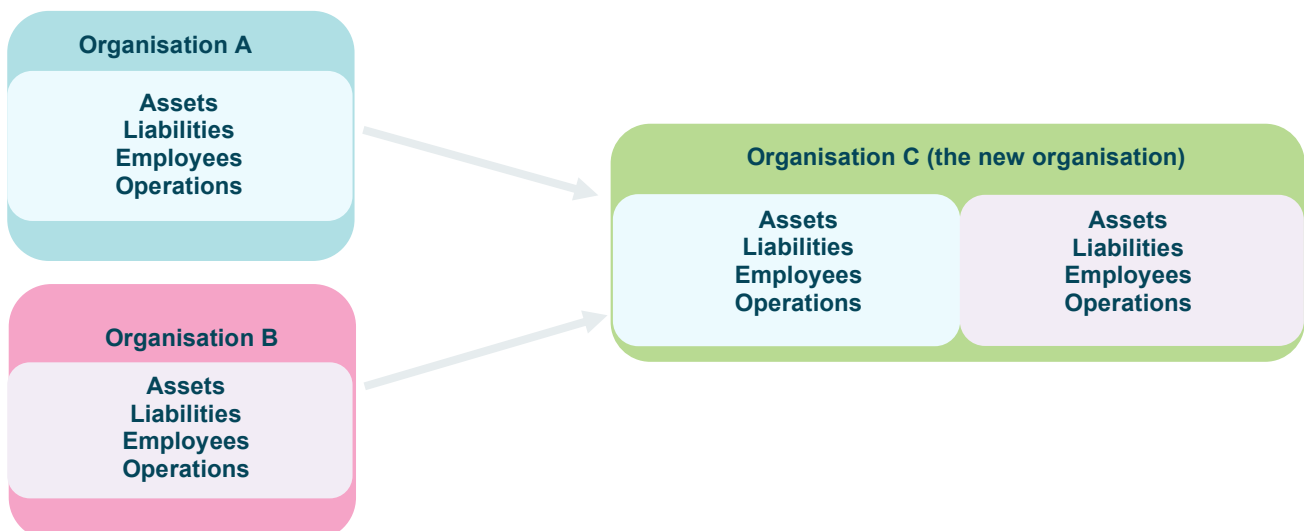 Organisation A
Assets
Liabilities
Employees
Operations
Organisation B
Assets
Liabilities
Employees
Operations
Organisation C (the new organisation)
Assets
Liabilities
Employees
Operations
Assets
Liabilities
Employees
Operations